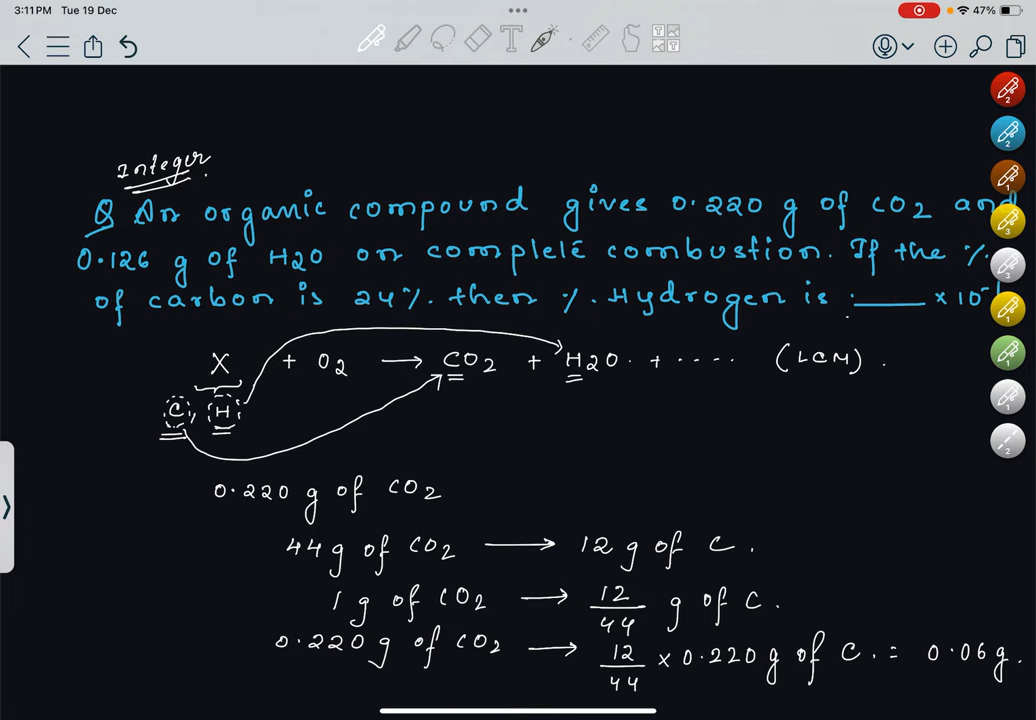 3:11PM Tue 19 Dec
47%
Integer
Q An organic compound gives 0.220 g of CO2 and
0.126 g of H2O on complete combustion. If the %.
of carbon is 24%. then %. Hydrogen is : ____ × 10-1
X + O2 → CO2 + H2O. + .... (LCM).
C, H
0.220 g of CO2
44g of CO2 → 12 g of C.
1 g of CO2 → 12/44 g of C.
0.220 g of CO2 → 12/44 × 0.220 g of C. = 0.06 g.